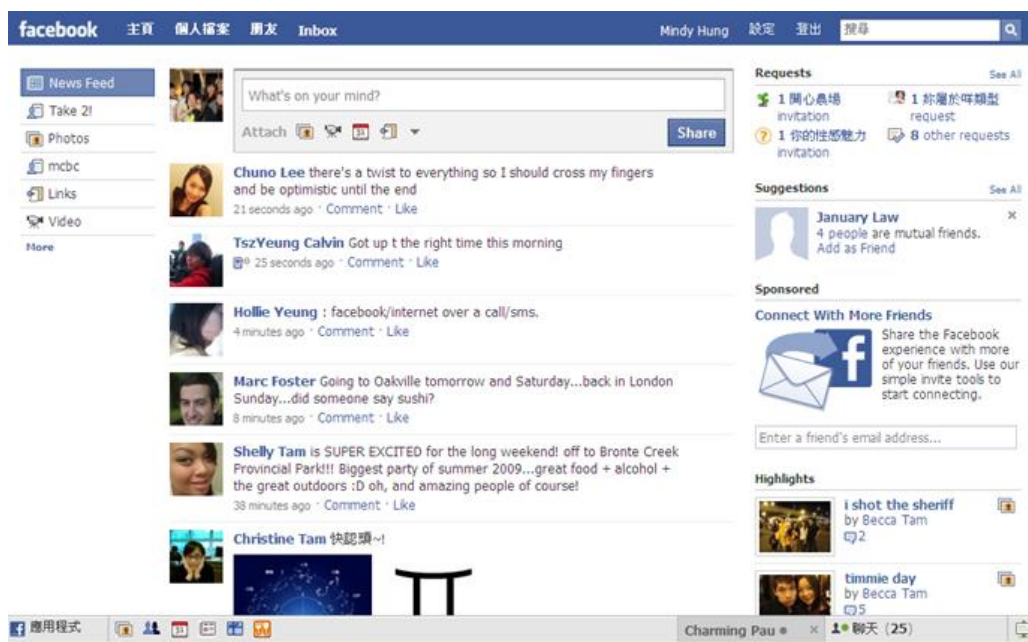 facebook 主頁 個人檔案 朋友 Inbox Mindy Hung 設定 登出 搜尋
News Feed
Take 2!
Photos
mcbc
Links
Video
More
What's on your mind?
Attach 31 Share
Chuno Lee there's a twist to everything so I should cross my fingers
and be optimistic until the end
21 seconds ago · Comment · Like
TszYeung Calvin Got up t the right time this morning
25 seconds ago · Comment · Like
Hollie Yeung : facebook/internet over a call/sms.
4 minutes ago · Comment · Like
Marc Foster Going to Oakville tomorrow and Saturday...back in London
Sunday...did someone say sushi?
8 minutes ago · Comment · Like
Shelly Tam is SUPER EXCITED for the long weekend! off to Bronte Creek
Provincial Park!!! Biggest party of summer 2009...great food + alcohol +
the great outdoors :D oh, and amazing people of course!
38 minutes ago · Comment · Like
Christine Tam 快認頭~!
Requests See All
1 開心農場
invitation
1 妳屬於咩類型
request
1 你的性感魅力
invitation
8 other requests
Suggestions See All
January Law ×
4 people are mutual friends.
Add as Friend
Sponsored
Connect With More Friends
Share the Facebook
experience with more
of your friends. Use our
simple invite tools to
start connecting.
Enter a friend's email address...
Highlights
i shot the sheriff
by Becca Tam
2
timmie day
by Becca Tam
5
應用程式 31 Charming Pau × 聊天 (25)